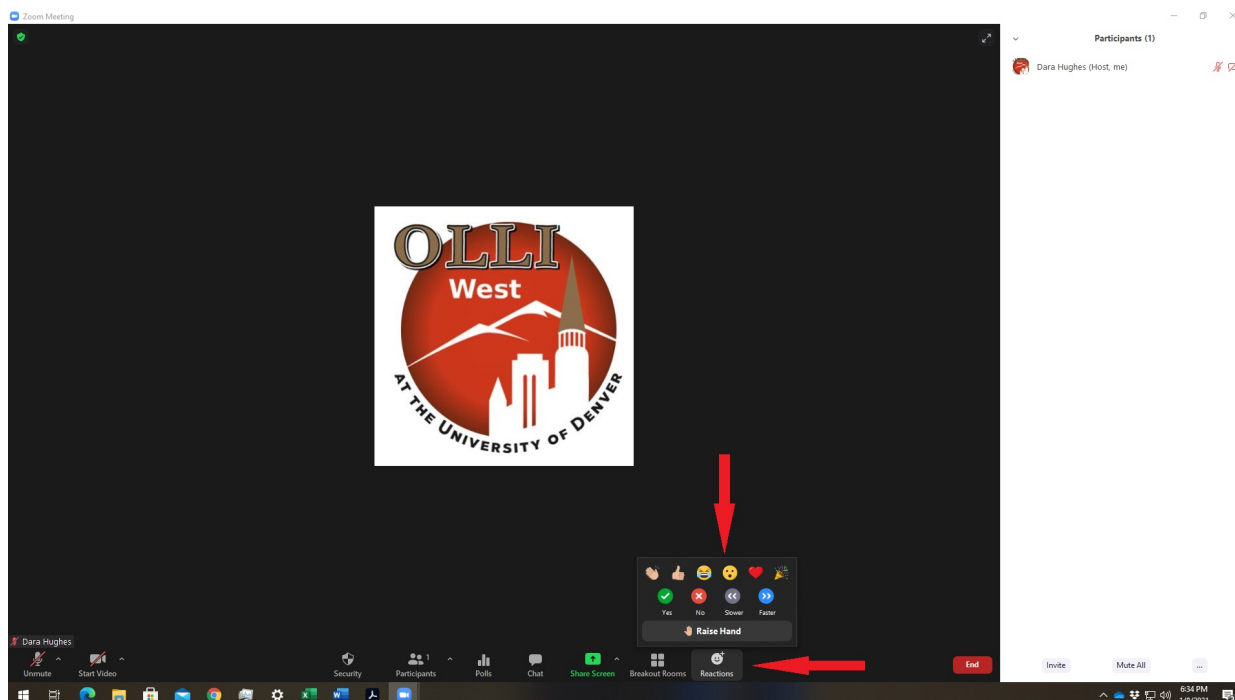 Zoom Meeting
Participants (1)
Dara Hughes (Host, me)
OLLI
West
AT THE UNIVERSITY OF DENVER
Yes
No
Slower
Faster
Raise Hand
Dara Hughes
1
Unmute
Start Video
Security
Participants
Polls
Chat
Share Screen
Breakout Rooms
Reactions
End
Invite
Mute All
...
6:34 PM